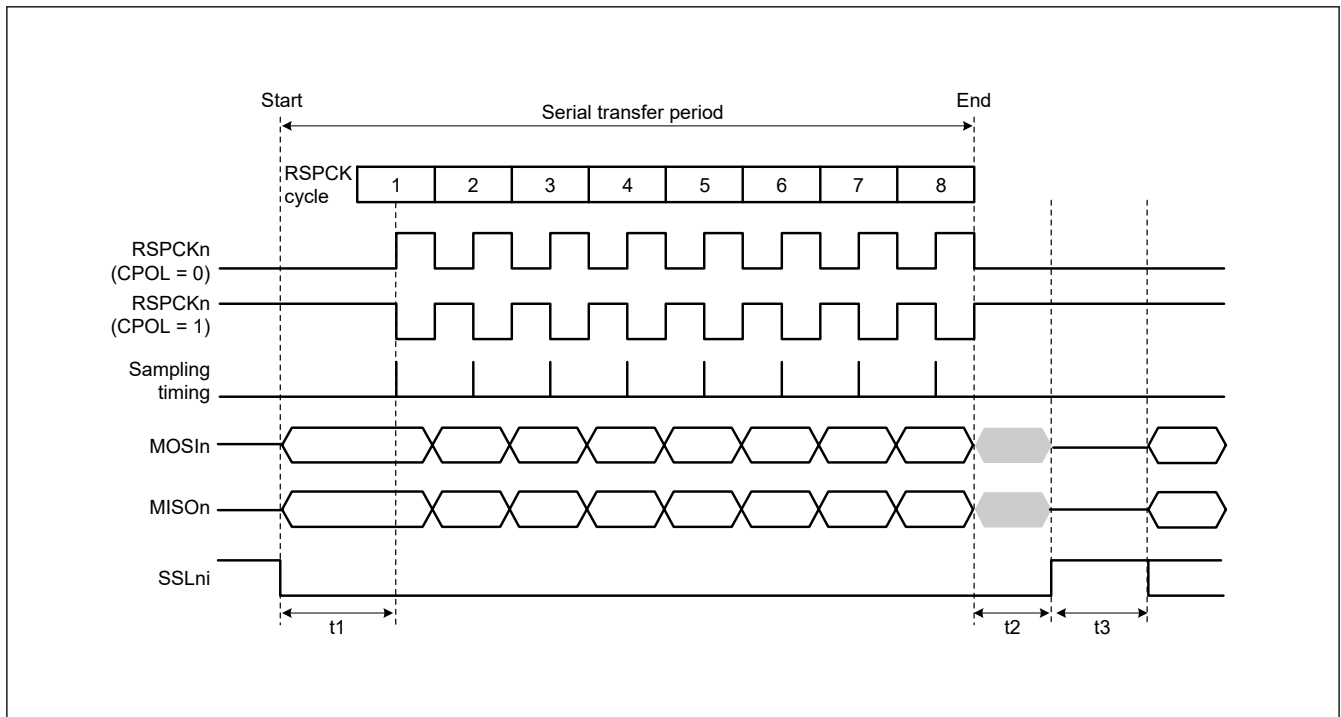 Start
End
Serial transfer period
RSPCK
cycle
1 2 3 4 5 6 7 8
RSPCKn
(CPOL = 0)
RSPCKn
(CPOL = 1)
Sampling
timing
MOSIn
MISOn
SSLni
t1
t2
t3